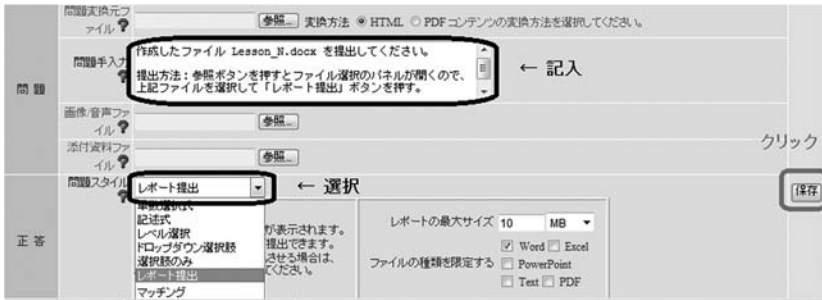 問題変換元ファイル ? 参照... 変換方法 HTML PDF コンテンツの変換方法を選択してください。
問題
問題手入力
作成したファイル Lesson_N.docx を提出してください。
提出方法：参照ボタンを押すとファイル選択のパネルが開くので、
上記ファイルを選択して「レポート提出」ボタンを押す。
← 記入
画像/音声ファイル ? 参照...
添付資料ファイル ? 参照...
クリック
保存
正答
問題スタイル ?
レポート提出
← 選択
記述式
レベル選択
ドロップダウン選択肢
選択肢のみ
レポート提出
マッチング
が表示されます。
提出できます。
させる場合は、
てください。
レポートの最大サイズ 10 MB
ファイルの種類を限定する
Word Excel
PowerPoint
Text PDF